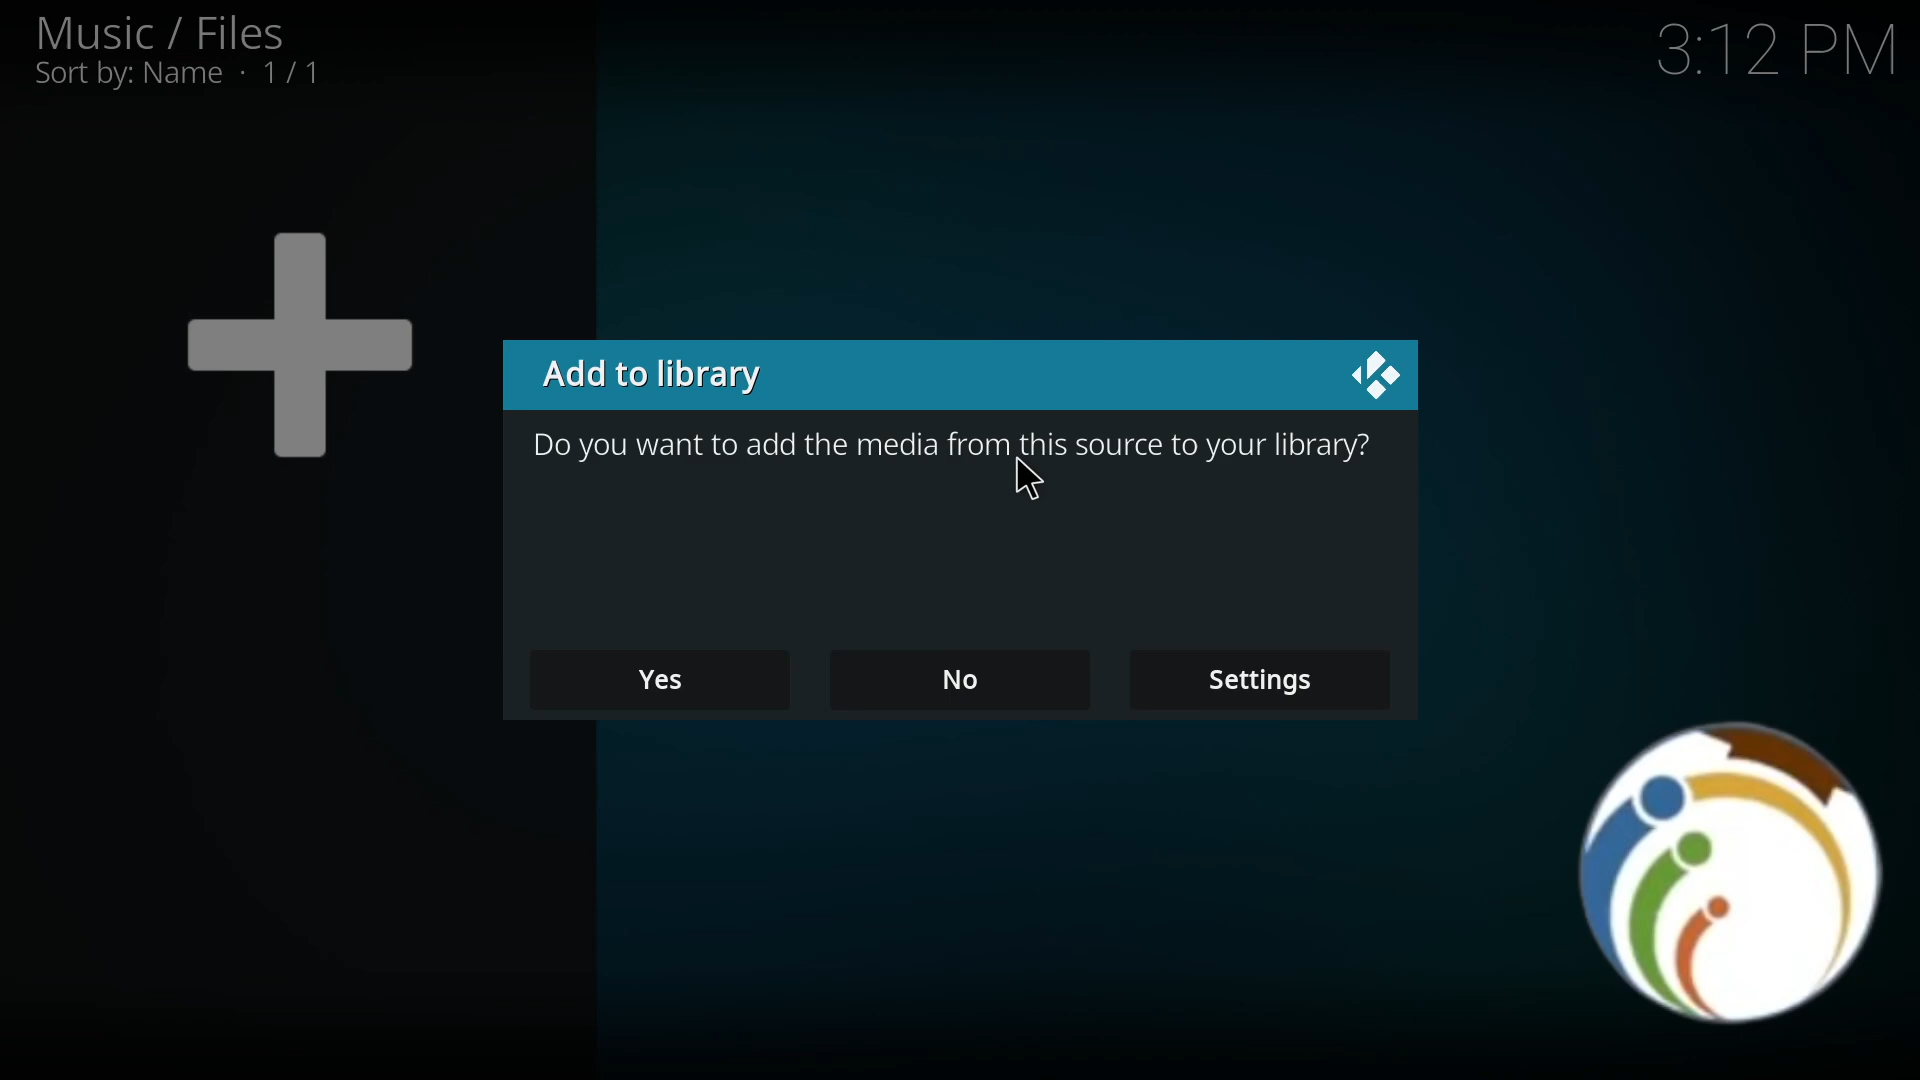 Music / Files
Sort by: Name · 1 / 1
3:12 PM
Add to library
Do you want to add the media from this source to your library?
Yes
No
Settings